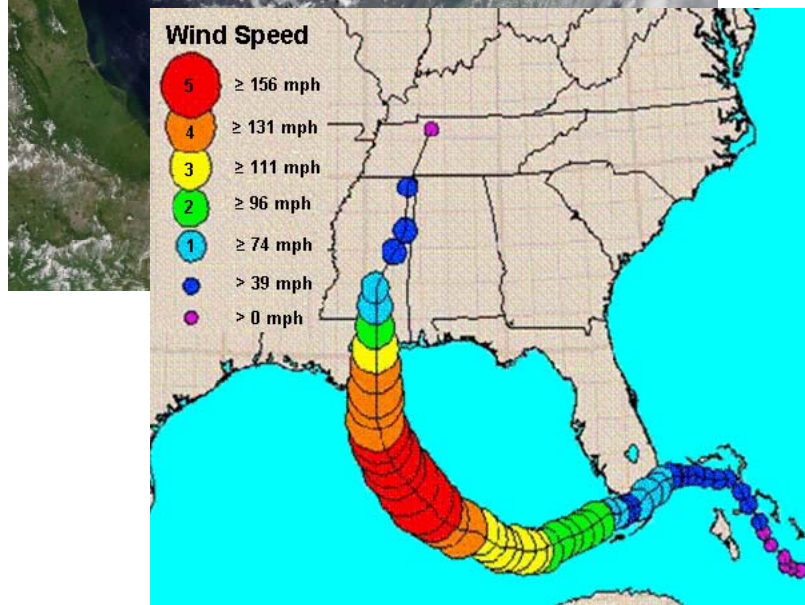 Wind Speed
5 ≥ 156 mph
4 ≥ 131 mph
3 ≥ 111 mph
2 ≥ 96 mph
1 ≥ 74 mph
> 39 mph
> 0 mph